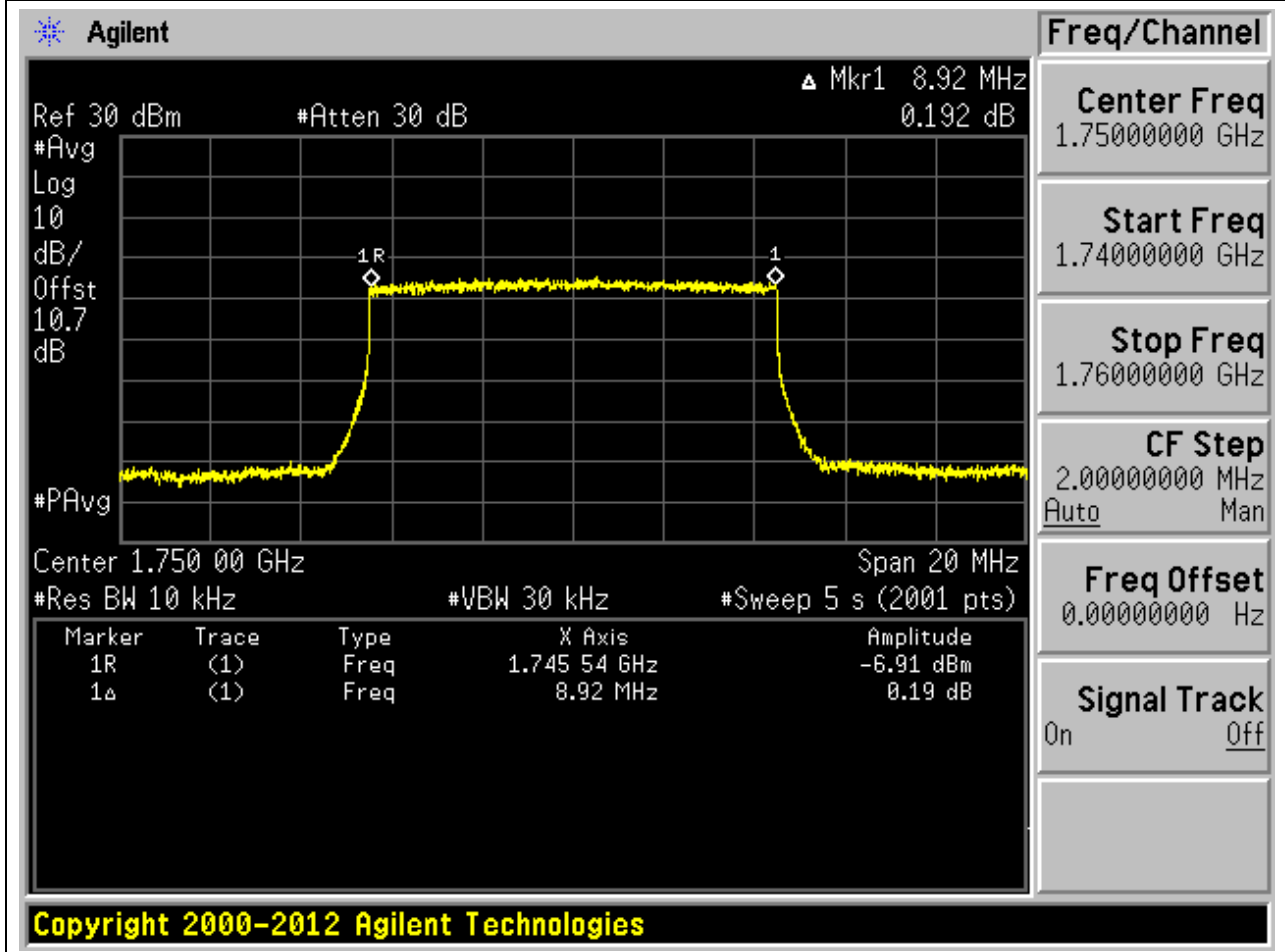 Agilent
Freq/Channel
▵ Mkr1 8.92 MHz
Ref 30 dBm #Atten 30 dB 0.192 dB
#Avg
Log
10
dB/
Offst
10.7
dB
1R
1
#PAvg
Center 1.750 00 GHz Span 20 MHz
#Res BW 10 kHz #VBW 30 kHz #Sweep 5 s (2001 pts)
Marker Trace Type X Axis Amplitude
1R (1) Freq 1.745 54 GHz -6.91 dBm
1▵ (1) Freq 8.92 MHz 0.19 dB
Center Freq
1.75000000 GHz
Start Freq
1.74000000 GHz
Stop Freq
1.76000000 GHz
CF Step
2.00000000 MHz
Auto Man
Freq Offset
0.00000000 Hz
Signal Track
On Off
Copyright 2000-2012 Agilent Technologies